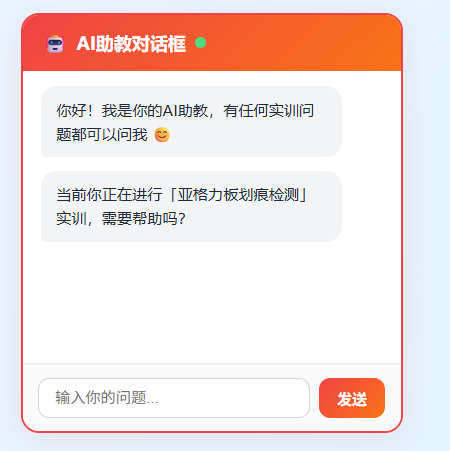 AI助教对话框
你好！我是你的AI助教，有任何实训问
题都可以问我 😊
当前你正在进行「亚格力板划痕检测」
实训，需要帮助吗？
输入你的问题...
发送